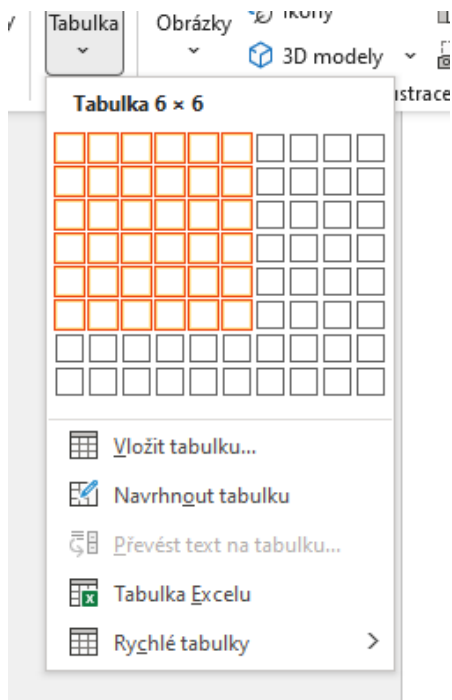 Tabulka
Obrázky
Ikony
3D modely
Ilustrace
Tabulka 6 × 6
Vložit tabulku...
Navrhnout tabulku
Převést text na tabulku...
Tabulka Excelu
Rychlé tabulky